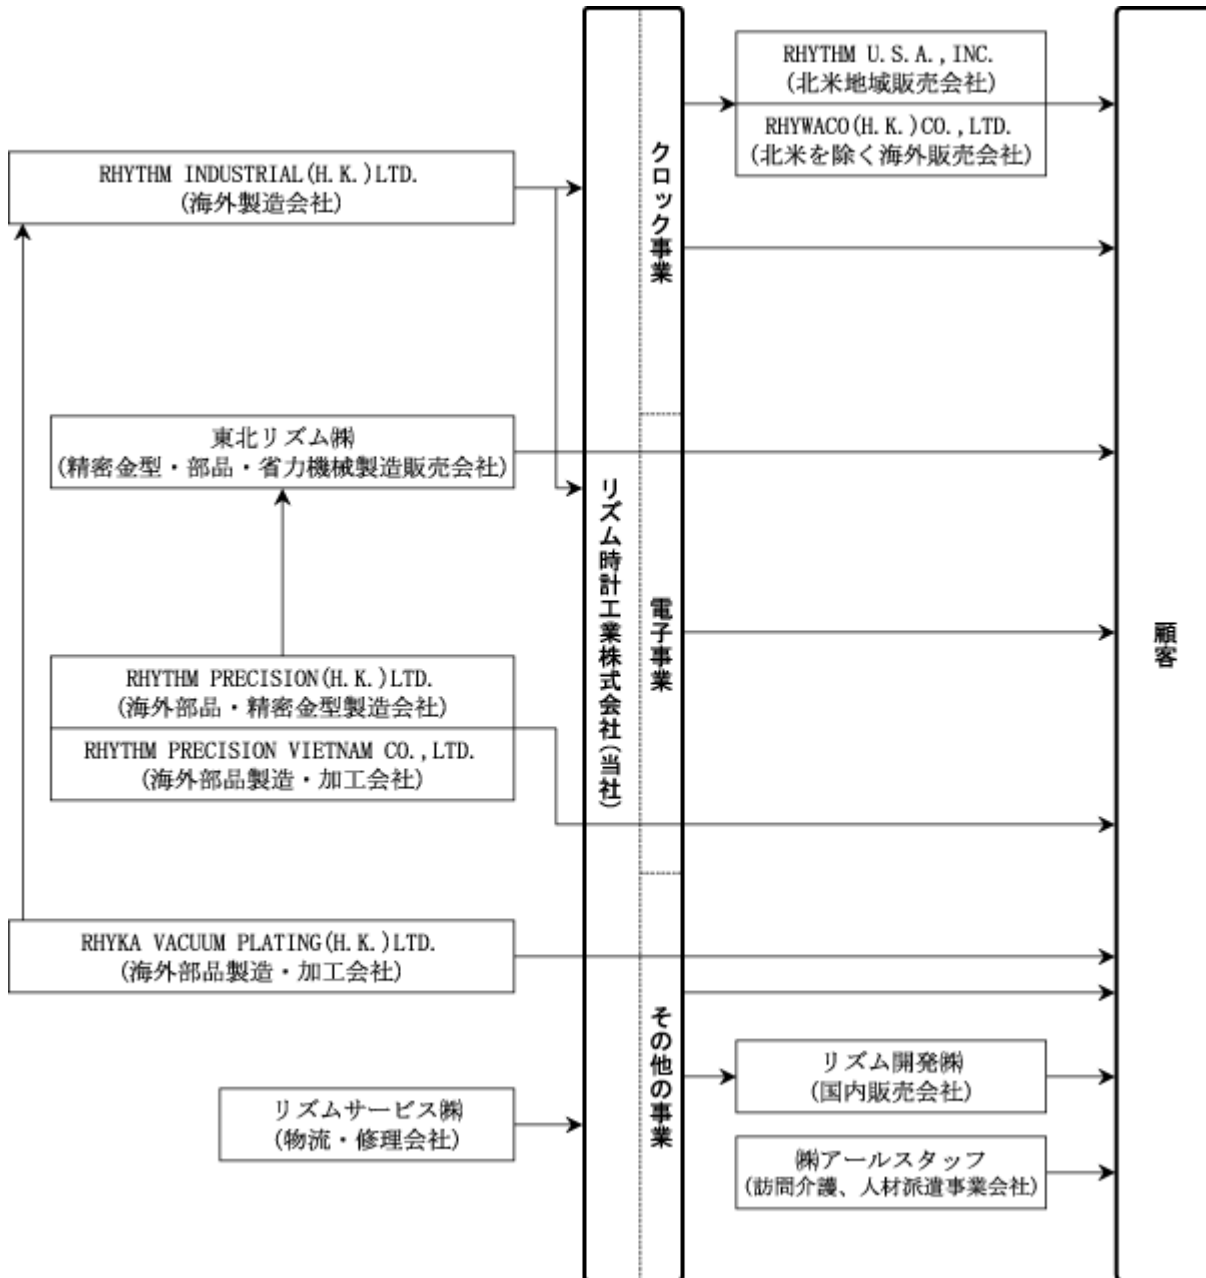 RHYTHM U.S.A.,INC.
(北米地域販売会社)
RHYWACO(H.K.)CO.,LTD.
(北米を除く海外販売会社)
RHYTHM INDUSTRIAL(H.K.)LTD.
(海外製造会社)
クロック事業
東北リズム㈱
(精密金型・部品・省力機械製造販売会社)
リズム時計工業株式会社(当社)
電子事業
顧客
RHYTHM PRECISION(H.K.)LTD.
(海外部品・精密金型製造会社)
RHYTHM PRECISION VIETNAM CO.,LTD.
(海外部品製造・加工会社)
RHYKA VACUUM PLATING(H.K.)LTD.
(海外部品製造・加工会社)
その他の事業
リズム開発㈱
(国内販売会社)
リズムサービス㈱
(物流・修理会社)
㈱アールスタッフ
(訪問介護、人材派遣事業会社)